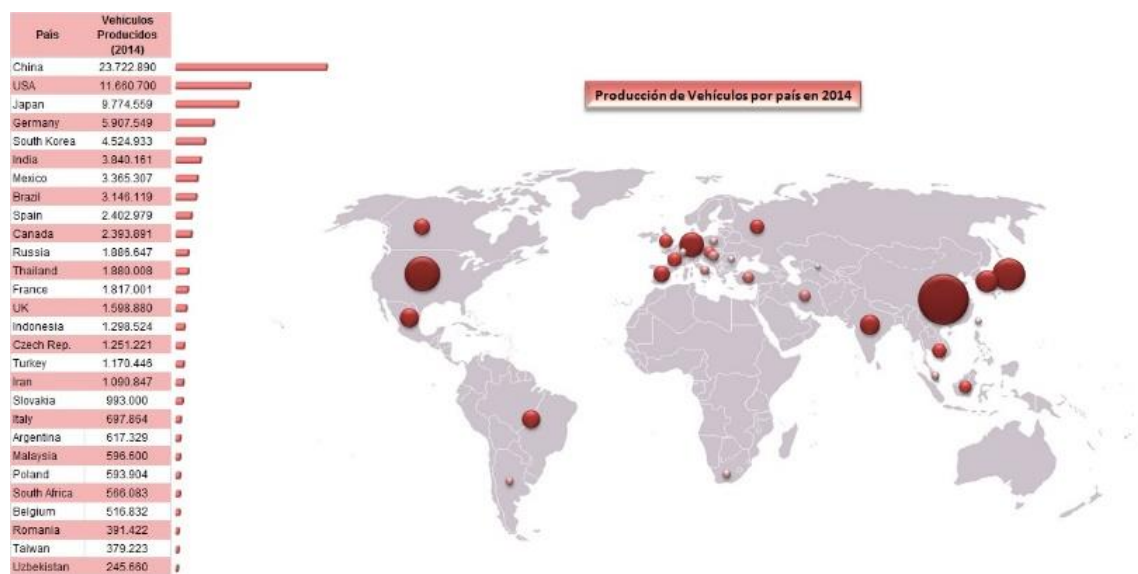 País Vehículos Producidos (2014)
China 23.722.890
USA 11.660.700
Japan 9.774.559
Germany 5.907.549
South Korea 4.524.933
India 3.840.161
Mexico 3.365.307
Brazil 3.146.119
Spain 2.402.979
Canada 2.393.891
Russia 1.886.647
Thailand 1.880.008
France 1.817.001
UK 1.598.880
Indonesia 1.298.524
Czech Rep. 1.251.221
Turkey 1.170.446
Iran 1.090.847
Slovakia 993.000
Italy 697.864
Argentina 617.329
Malaysia 596.600
Poland 593.904
South Africa 566.083
Belgium 516.832
Romania 391.422
Taiwan 379.223
Uzbekistan 245.660
Producción de Vehículos por país en 2014